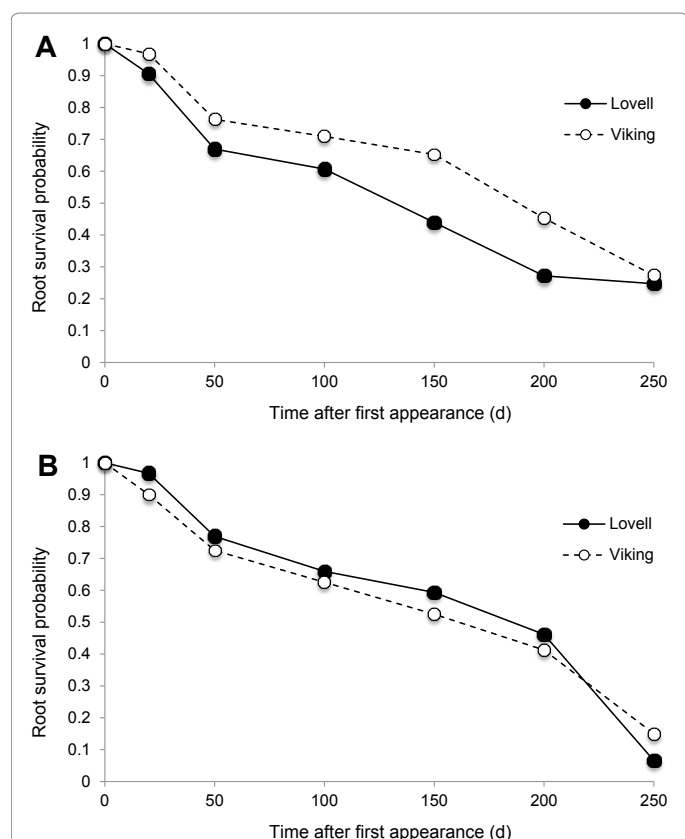 A
Root survival probability
1
0.9
0.8
0.7
0.6
0.5
0.4
0.3
0.2
0.1
0
Lovell
Viking
0 50 100 150 200 250
Time after first appearance (d)
B
Root survival probability
1
0.9
0.8
0.7
0.6
0.5
0.4
0.3
0.2
0.1
0
Lovell
Viking
0 50 100 150 200 250
Time after first appearance (d)